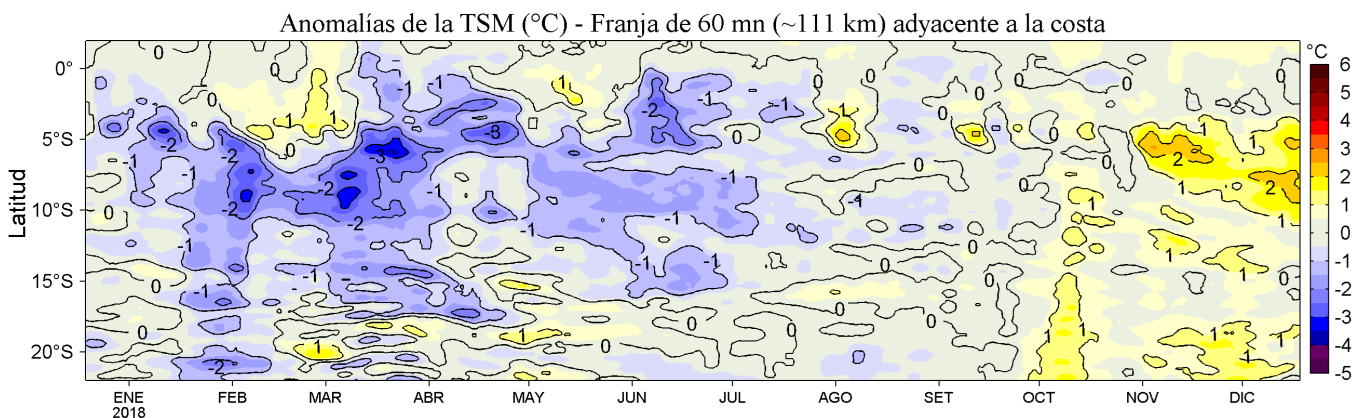 Anomalías de la TSM (°C) - Franja de 60 mn (~111 km) adyacente a la costa
°C
Latitud
0°
5°S
10°S
15°S
20°S
ENE FEB MAR ABR MAY JUN JUL AGO SET OCT NOV DIC
2018
6
5
4
3
2
1
0
-1
-2
-3
-4
-5